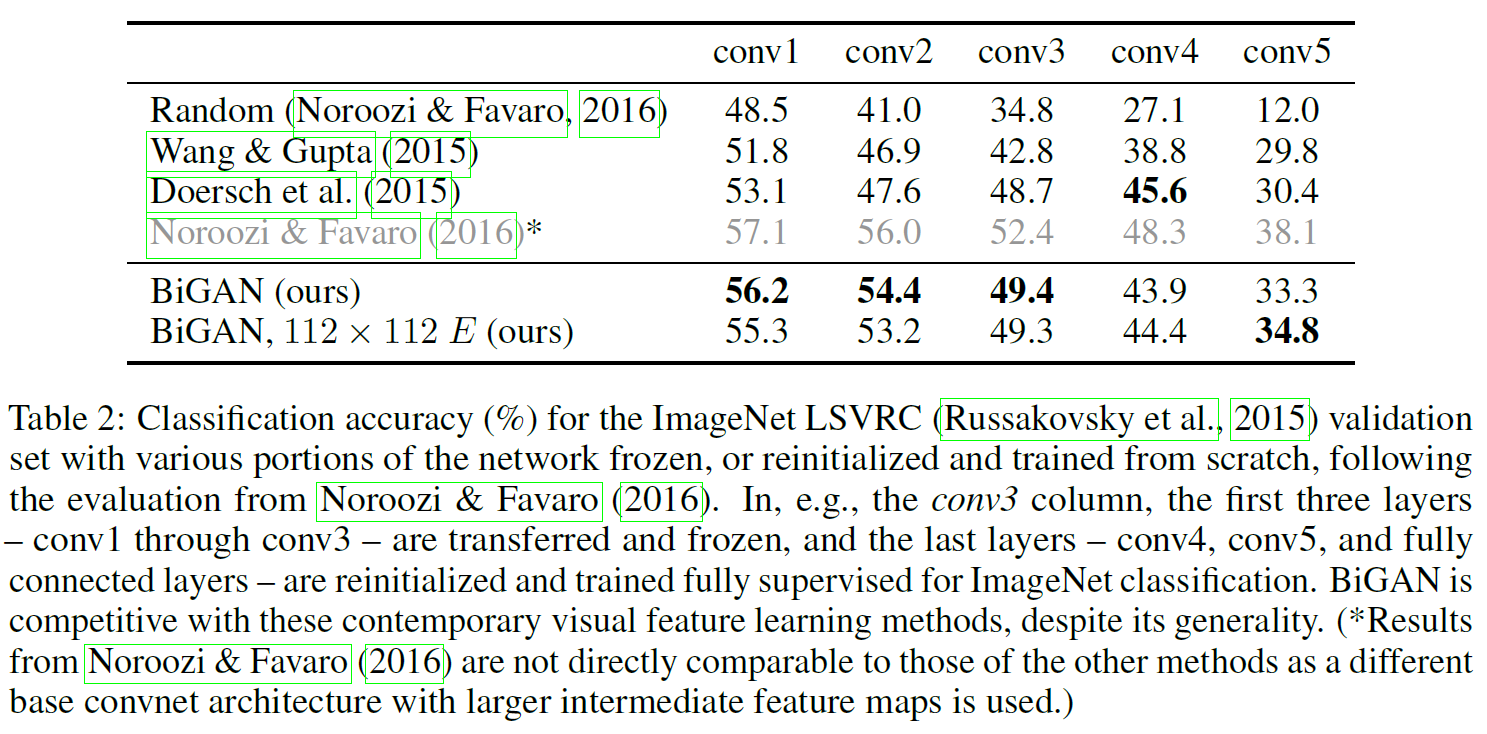 conv1 conv2 conv3 conv4 conv5
Random (Noroozi & Favaro, 2016) 48.5 41.0 34.8 27.1 12.0
Wang & Gupta (2015) 51.8 46.9 42.8 38.8 29.8
Doersch et al. (2015) 53.1 47.6 48.7 45.6 30.4
Noroozi & Favaro (2016)* 57.1 56.0 52.4 48.3 38.1
BiGAN (ours) 56.2 54.4 49.4 43.9 33.3
BiGAN, 112 × 112 E (ours) 55.3 53.2 49.3 44.4 34.8
Table 2: Classification accuracy (%) for the ImageNet LSVRC (Russakovsky et al., 2015) validation
set with various portions of the network frozen, or reinitialized and trained from scratch, following
the evaluation from Noroozi & Favaro (2016). In, e.g., the conv3 column, the first three layers
– conv1 through conv3 – are transferred and frozen, and the last layers – conv4, conv5, and fully
connected layers – are reinitialized and trained fully supervised for ImageNet classification. BiGAN is
competitive with these contemporary visual feature learning methods, despite its generality. (*Results
from Noroozi & Favaro (2016) are not directly comparable to those of the other methods as a different
base convnet architecture with larger intermediate feature maps is used.)